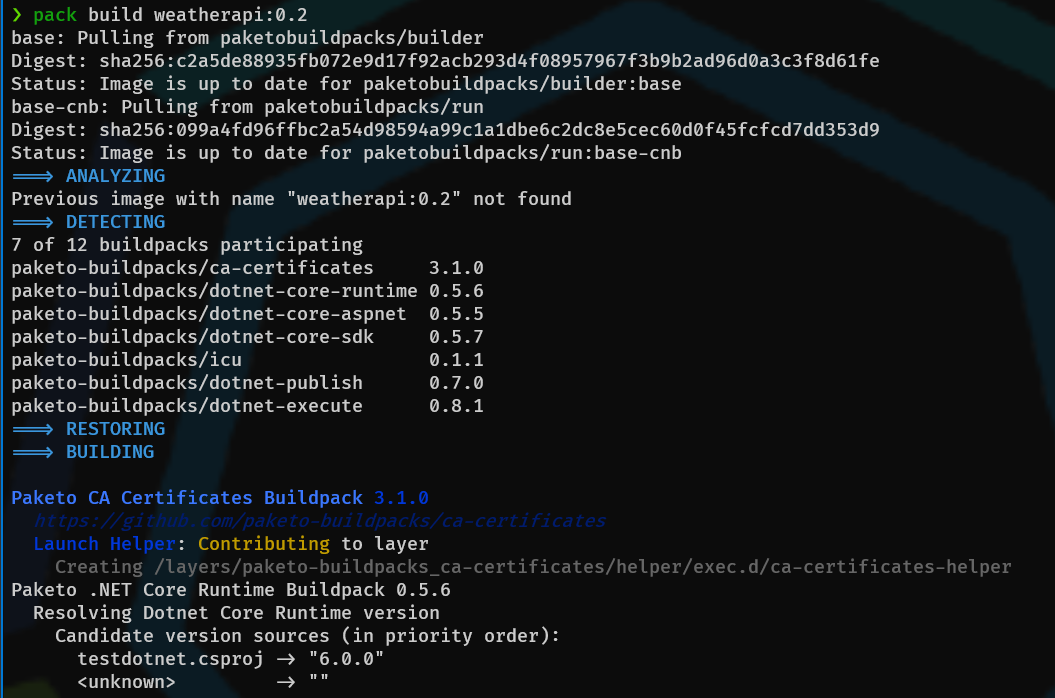 ❯ pack build weatherapi:0.2
base: Pulling from paketobuildpacks/builder
Digest: sha256:c2a5de88935fb072e9d17f92acb293d4f08957967f3b9b2ad96d0a3c3f8d61fe
Status: Image is up to date for paketobuildpacks/builder:base
base-cnb: Pulling from paketobuildpacks/run
Digest: sha256:099a4fd96ffbc2a54d98594a99c1a1dbe6c2dc8e5cec60d0f45fcfcd7dd353d9
Status: Image is up to date for paketobuildpacks/run:base-cnb
===> ANALYZING
Previous image with name "weatherapi:0.2" not found
===> DETECTING
7 of 12 buildpacks participating
paketo-buildpacks/ca-certificates     3.1.0
paketo-buildpacks/dotnet-core-runtime 0.5.6
paketo-buildpacks/dotnet-core-aspnet  0.5.5
paketo-buildpacks/dotnet-core-sdk     0.5.7
paketo-buildpacks/icu                 0.1.1
paketo-buildpacks/dotnet-publish      0.7.0
paketo-buildpacks/dotnet-execute      0.8.1
===> RESTORING
===> BUILDING
Paketo CA Certificates Buildpack 3.1.0
  https://github.com/paketo-buildpacks/ca-certificates
  Launch Helper: Contributing to layer
    Creating /layers/paketo-buildpacks_ca-certificates/helper/exec.d/ca-certificates-helper
Paketo .NET Core Runtime Buildpack 0.5.6
  Resolving Dotnet Core Runtime version
    Candidate version sources (in priority order):
      testdotnet.csproj -> "6.0.0"
      <unknown>         -> ""